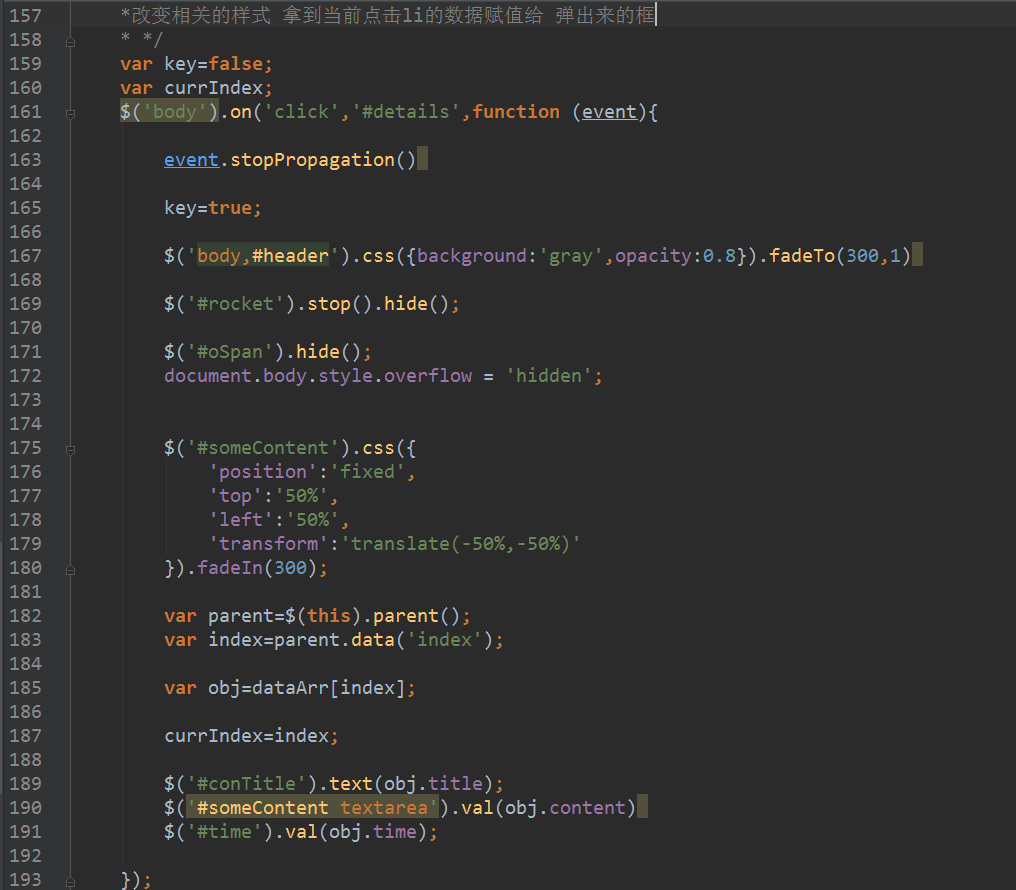 157 *改变相关的样式 拿到当前点击li的数据赋值给 弹出来的框
158 * */
159 var key=false;
160 var currIndex;
161 $('body').on('click','#details',function (event){
162
163 event.stopPropagation()
164
165 key=true;
166
167 $('body,#header').css({background:'gray',opacity:0.8}).fadeTo(300,1)
168
169 $('#rocket').stop().hide();
170
171 $('#oSpan').hide();
172 document.body.style.overflow = 'hidden';
173
174
175 $('#someContent').css({
176 'position':'fixed',
177 'top':'50%',
178 'left':'50%',
179 'transform':'translate(-50%,-50%)'
180 }).fadeIn(300);
181
182 var parent=$(this).parent();
183 var index=parent.data('index');
184
185 var obj=dataArr[index];
186
187 currIndex=index;
188
189 $('#conTitle').text(obj.title);
190 $('#someContent textarea').val(obj.content)
191 $('#time').val(obj.time);
192
193 });